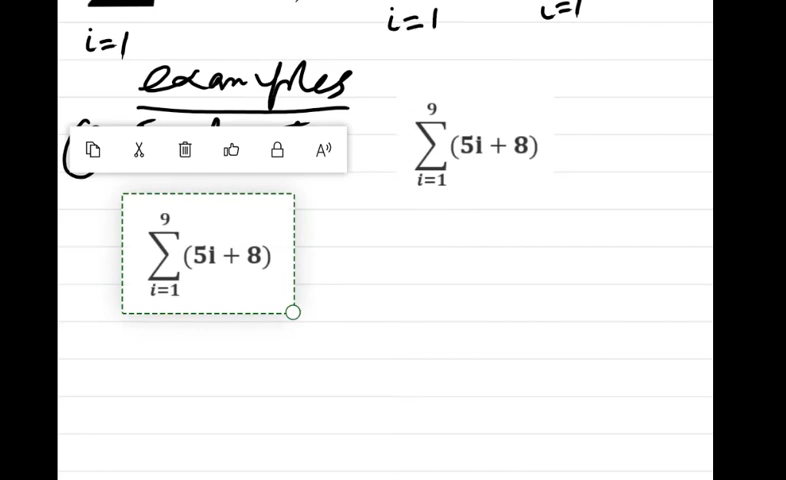 i=1
i=1
i=1
examples
9
∑(5i + 8)
i=1
9
∑(5i + 8)
i=1